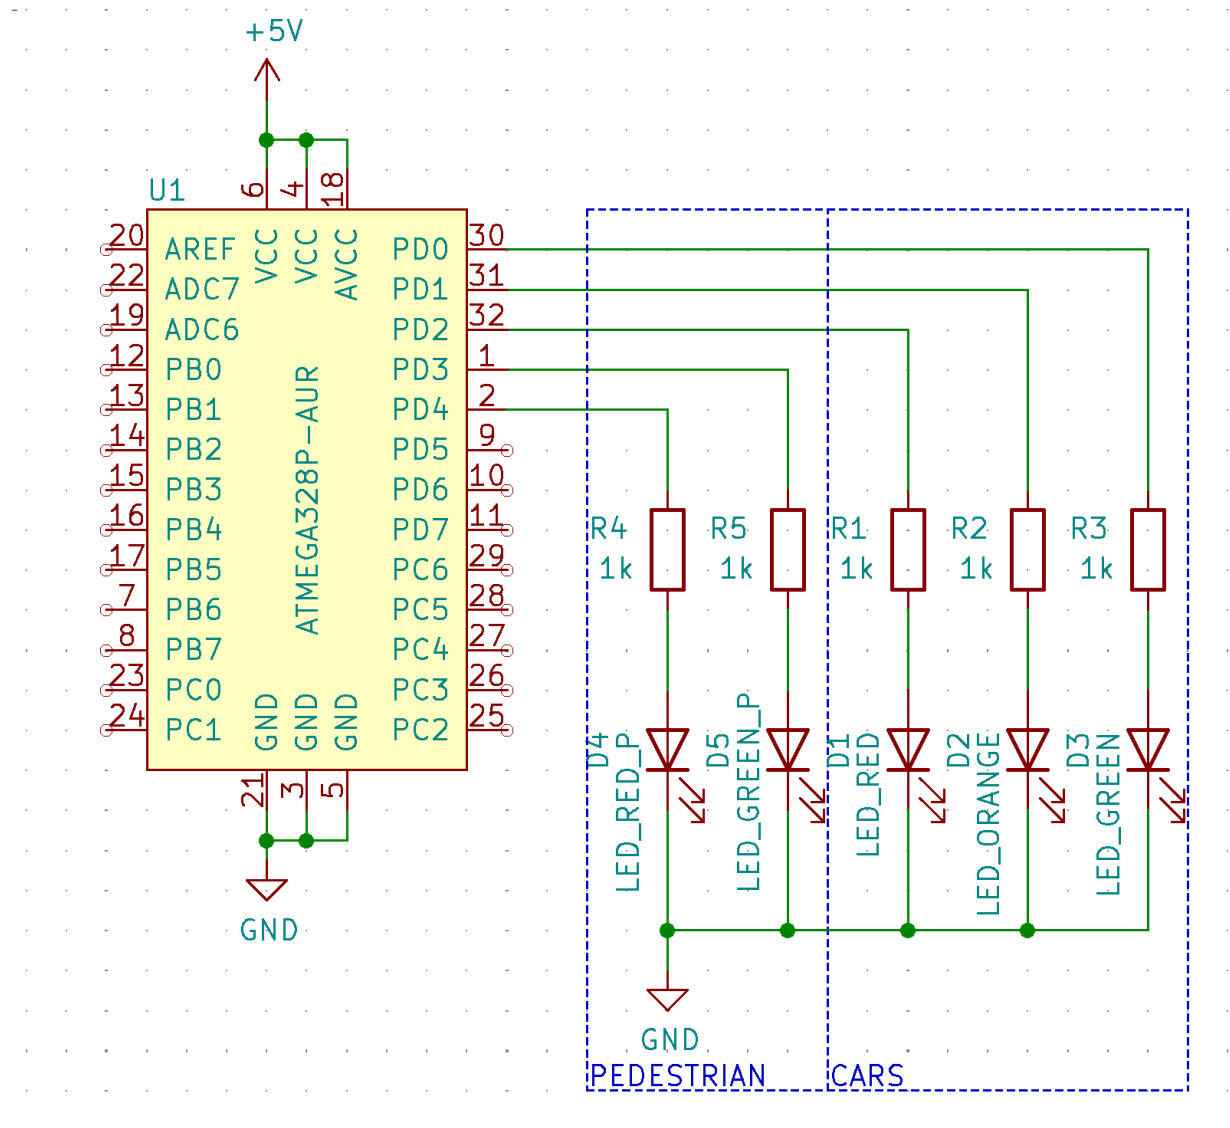 +5V
U1
6
4
18
VCC
VCC
AVCC
20
AREF
22
ADC7
19
ADC6
12
PB0
13
PB1
14
PB2
15
PB3
16
PB4
17
PB5
7
PB6
8
PB7
23
PC0
24
PC1
ATMEGA328P-AUR
PD0
30
PD1
31
PD2
32
PD3
1
PD4
2
PD5
9
PD6
10
PD7
11
PC6
29
PC5
28
PC4
27
PC3
26
PC2
25
GND
GND
GND
21
3
5
GND
R4
1k
R5
1k
R1
1k
R2
1k
R3
1k
D4
LED_RED_P
D5
LED_GREEN_P
D1
LED_RED
D2
LED_ORANGE
D3
LED_GREEN
GND
PEDESTRIAN
CARS